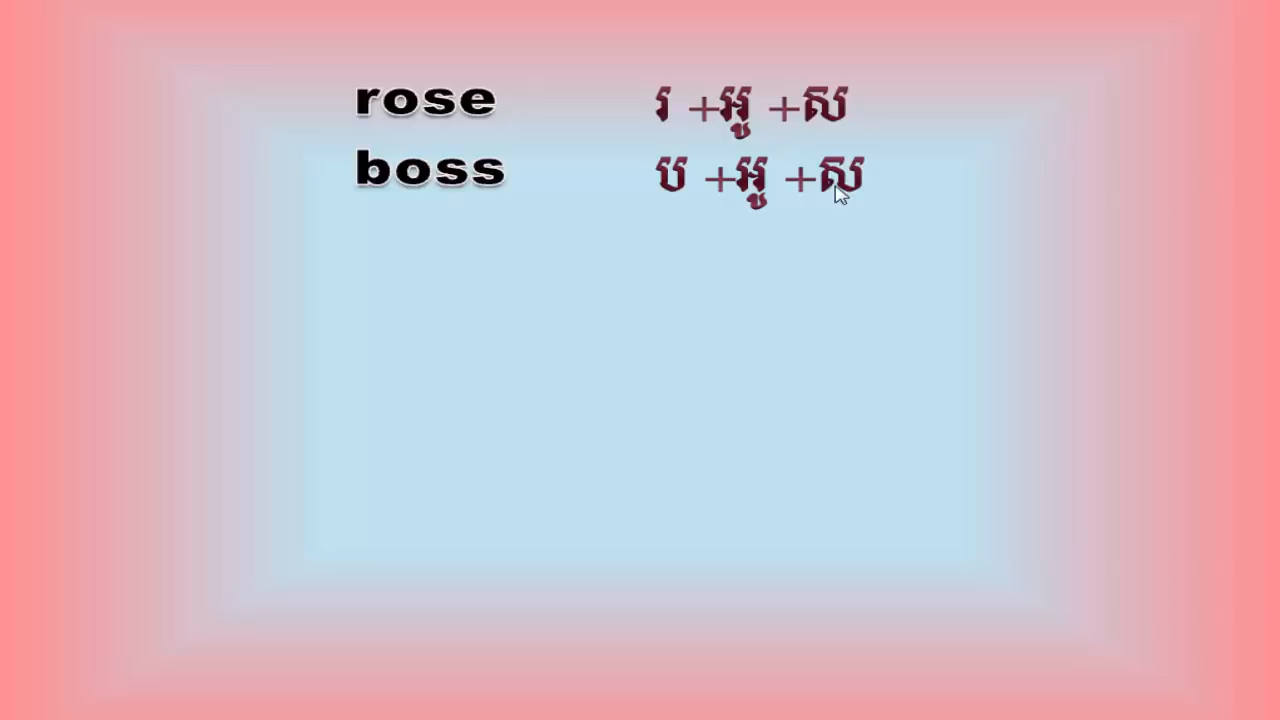 rose រ +អូ +ស
boss ប +អូ +ស